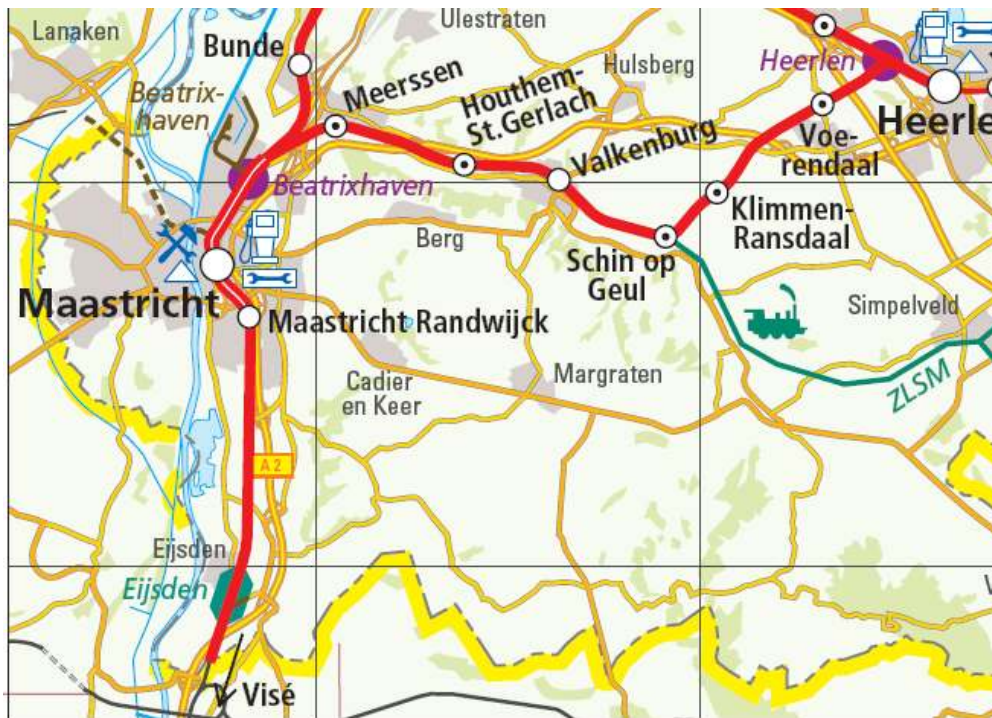 Lanaken
Ulestraten
Bunde
Hulsberg
Heerlen
Beatrix-
haven
Meerssen
Houthem-
St.Gerlach
Valkenburg
Voe-
rendaal
Heerle
Beatrixhaven
Berg
Klimmen-
Ransdaal
Schin op
Geul
Maastricht
Maastricht Randwijck
Simpelveld
Cadier
en Keer
Margraten
ZLSM
A 2
Eijsden
Eijsden
Visé